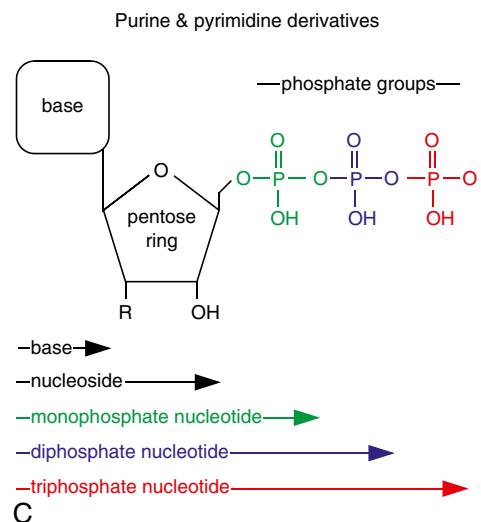 Purine & pyrimidine derivatives
phosphate groups
base
O O O
O O P O P O P O
pentose
ring
OH OH OH
R OH
base
nucleoside
monophosphate nucleotide
diphosphate nucleotide
triphosphate nucleotide
C